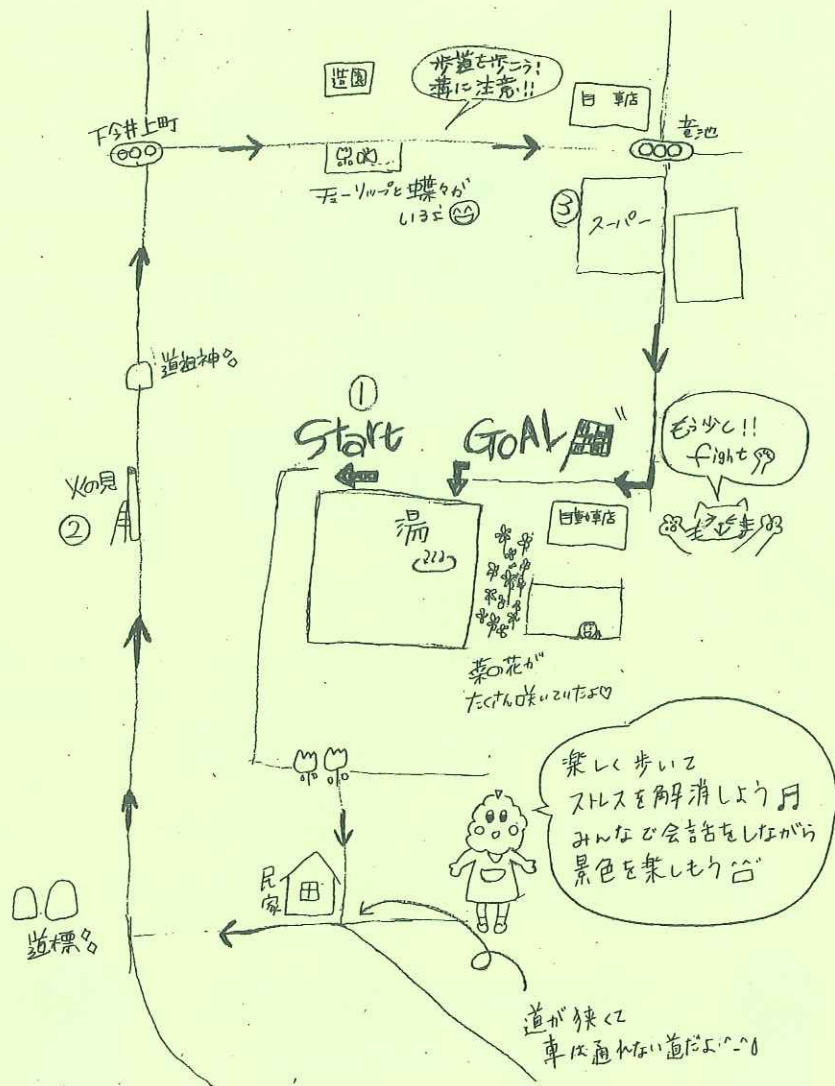 造園
歩道を歩こう!
溝に注意!!
自 車店
下今井上町
チューリップと蝶々が
いるよ
③
スーパー
道祖神
①
Start
GOAL
もう少し!!
fight
火の見
②
湯
自動車店
菜の花が
たくさん咲いていたよ♡
楽しく歩いて
ストレスを解消しよう♬
みんなで会話をしながら
景色を楽しもう
民家
道標
道が狭くて
車は通れない道だよ^-^